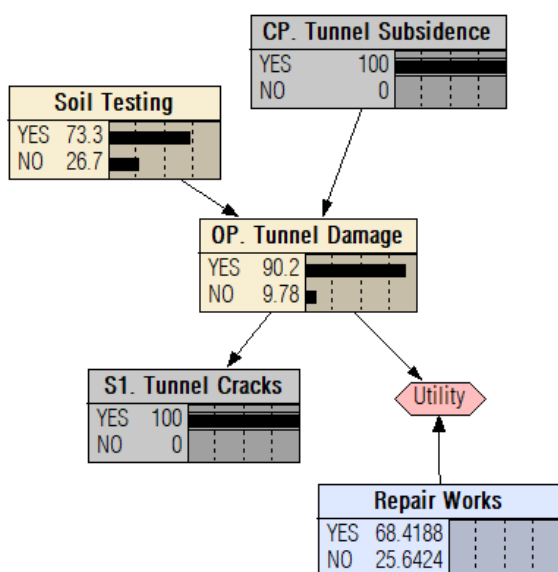 CP. Tunnel Subsidence
YES 100
NO 0
Soil Testing
YES 73.3
NO 26.7
OP. Tunnel Damage
YES 90.2
NO 9.78
S1. Tunnel Cracks
YES 100
NO 0
Utility
Repair Works
YES 68.4188
NO 25.6424